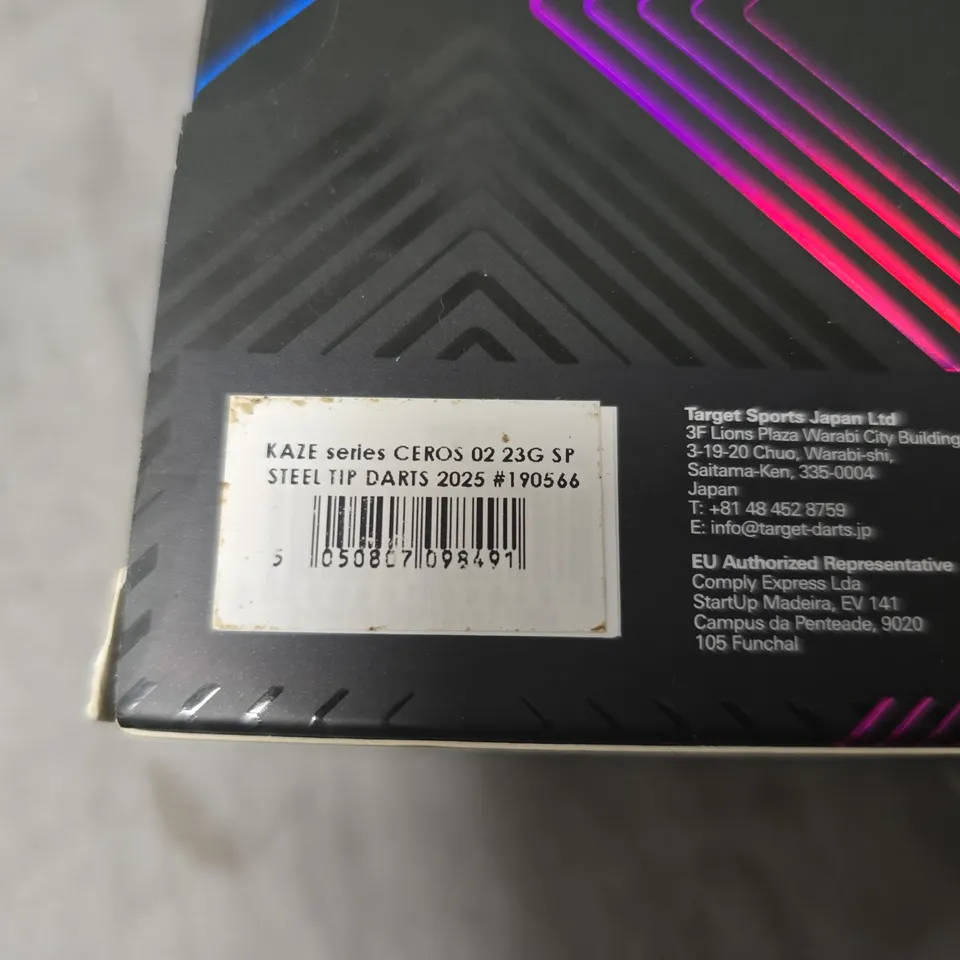 KAZE series CEROS 02 23G SP
STEEL TIP DARTS 2025 #190566
5 050807 098491
Target Sports Japan Ltd
3F Lions Plaza Warabi City Building
3-19-20 Chuo, Warabi-shi,
Saitama-Ken, 335-0004
Japan
T: +81 48 452 8759
E: info@target-darts.jp
EU Authorized Representative
Comply Express Lda
StartUp Madeira, EV 141
Campus da Penteade, 9020
105 Funchal